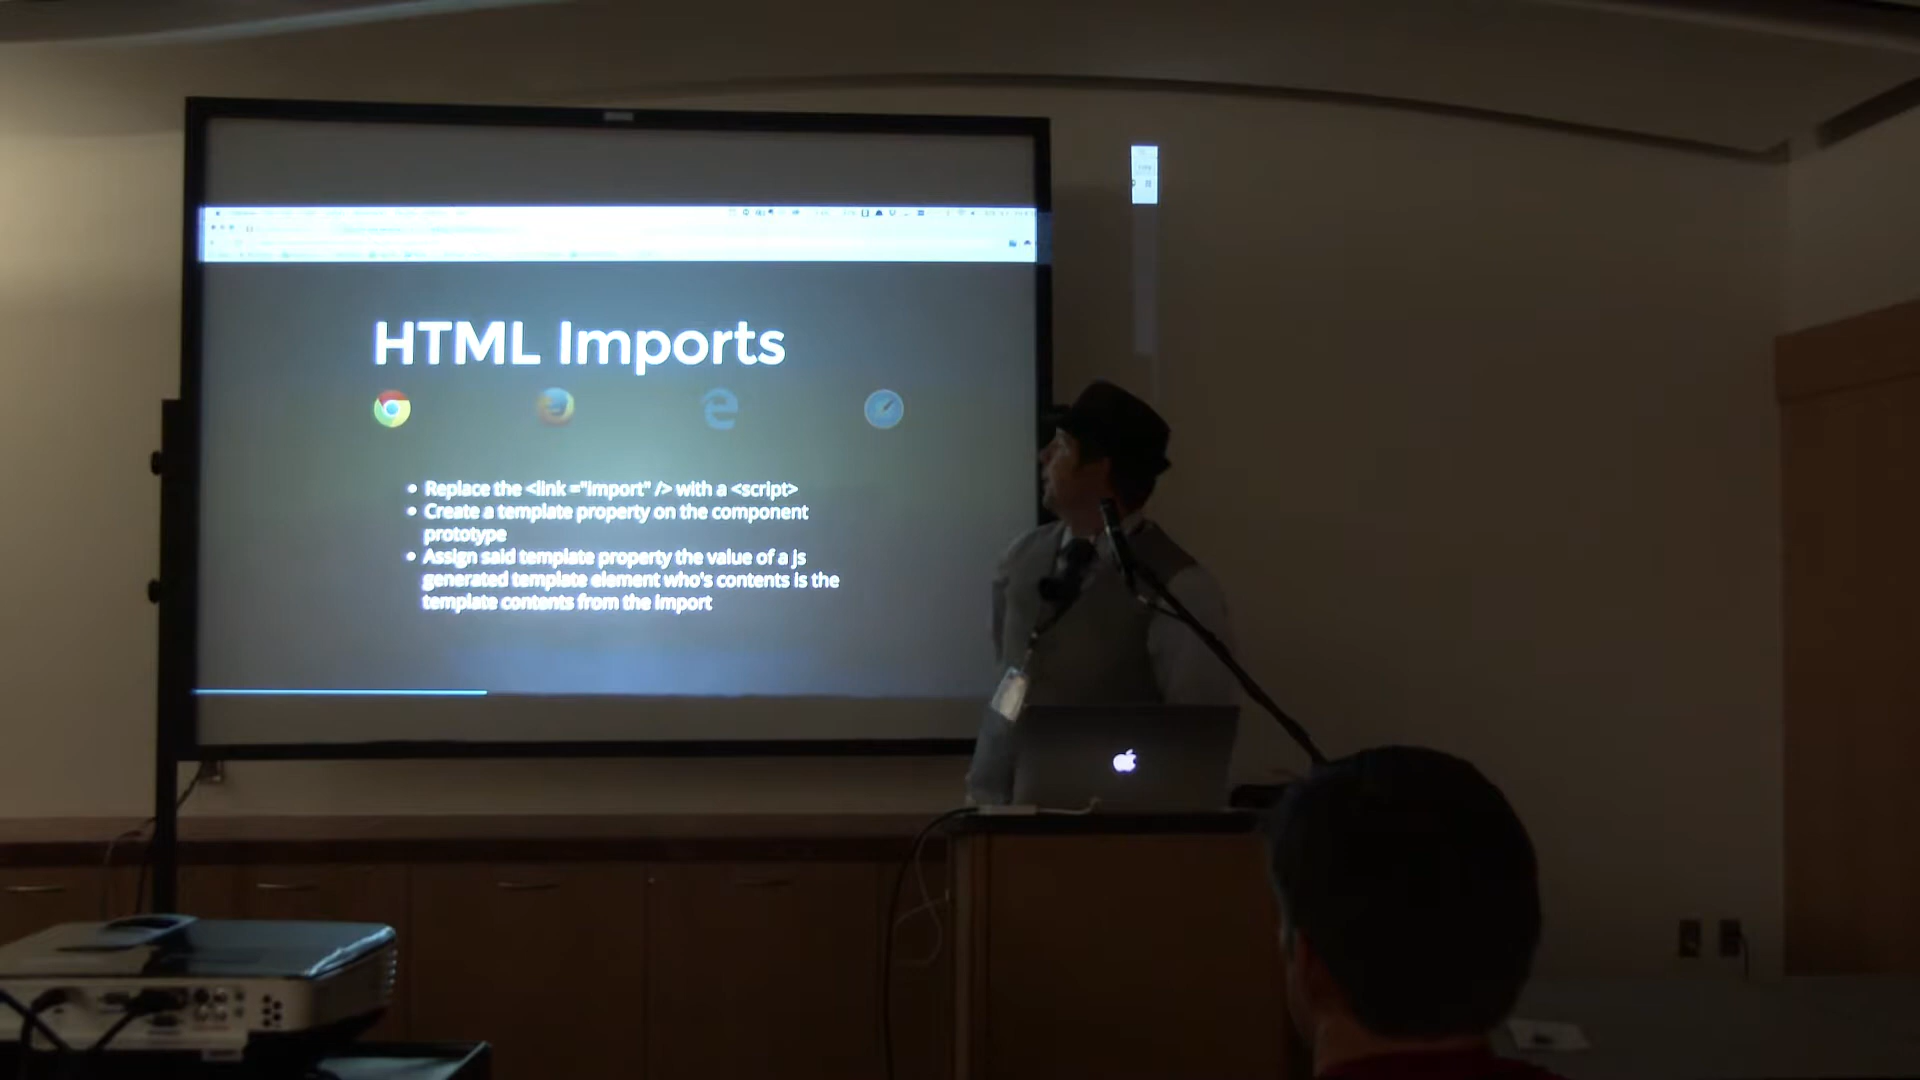 HTML Imports
• Replace the <link ="import" /> with a <script>
• Create a template property on the component
prototype
• Assign said template property the value of a js
generated template element who's contents is the
template contents from the import